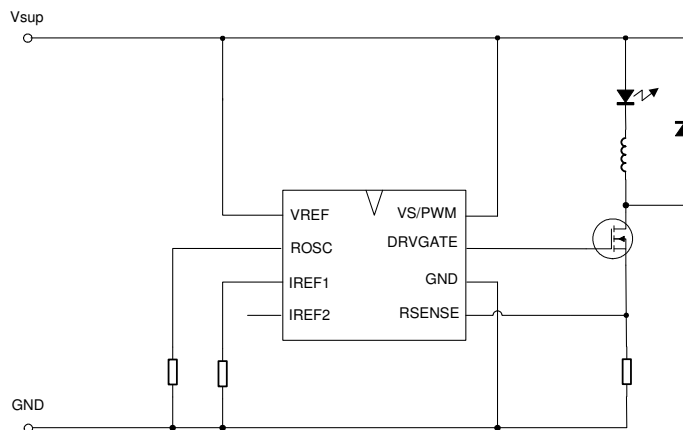 Vsup
VREF
VS/PWM
ROSC
DRVGATE
IREF1
GND
IREF2
RSENSE
GND